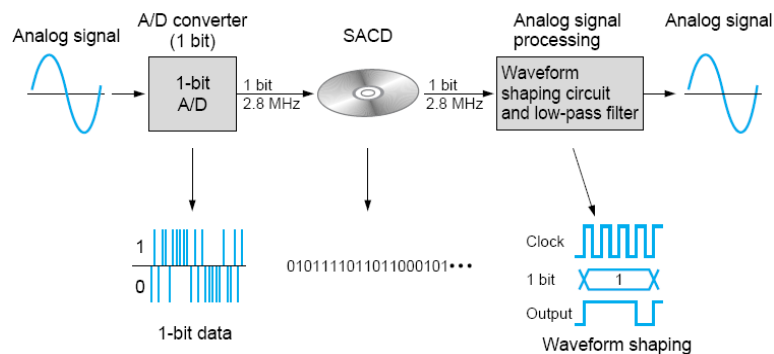 Analog signal
A/D converter
(1 bit)
SACD
Analog signal
processing
Analog signal
1-bit
A/D
1 bit
2.8 MHz
1 bit
2.8 MHz
Waveform
shaping circuit
and low-pass filter
1
0
1-bit data
0101111011011000101•••
Clock
1 bit
1
Output
Waveform shaping